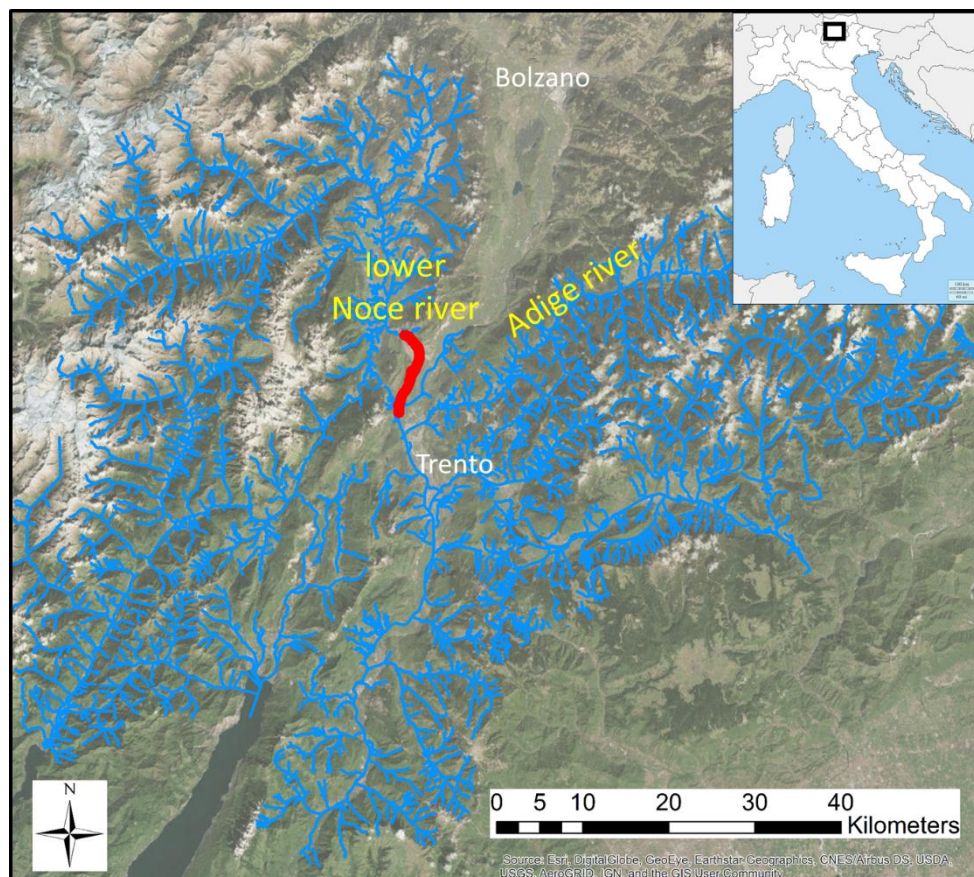 Bolzano
lower
Noce river
Adige river
Trento
N
0 3 5 10 20 30 40
Kilometers
Source: Esri, DigitalGlobe, GeoEye, Earthstar Geographics, CNES/Airbus DS, USDA,
USGS, AeroGRID, IGN, and the GIS User Community